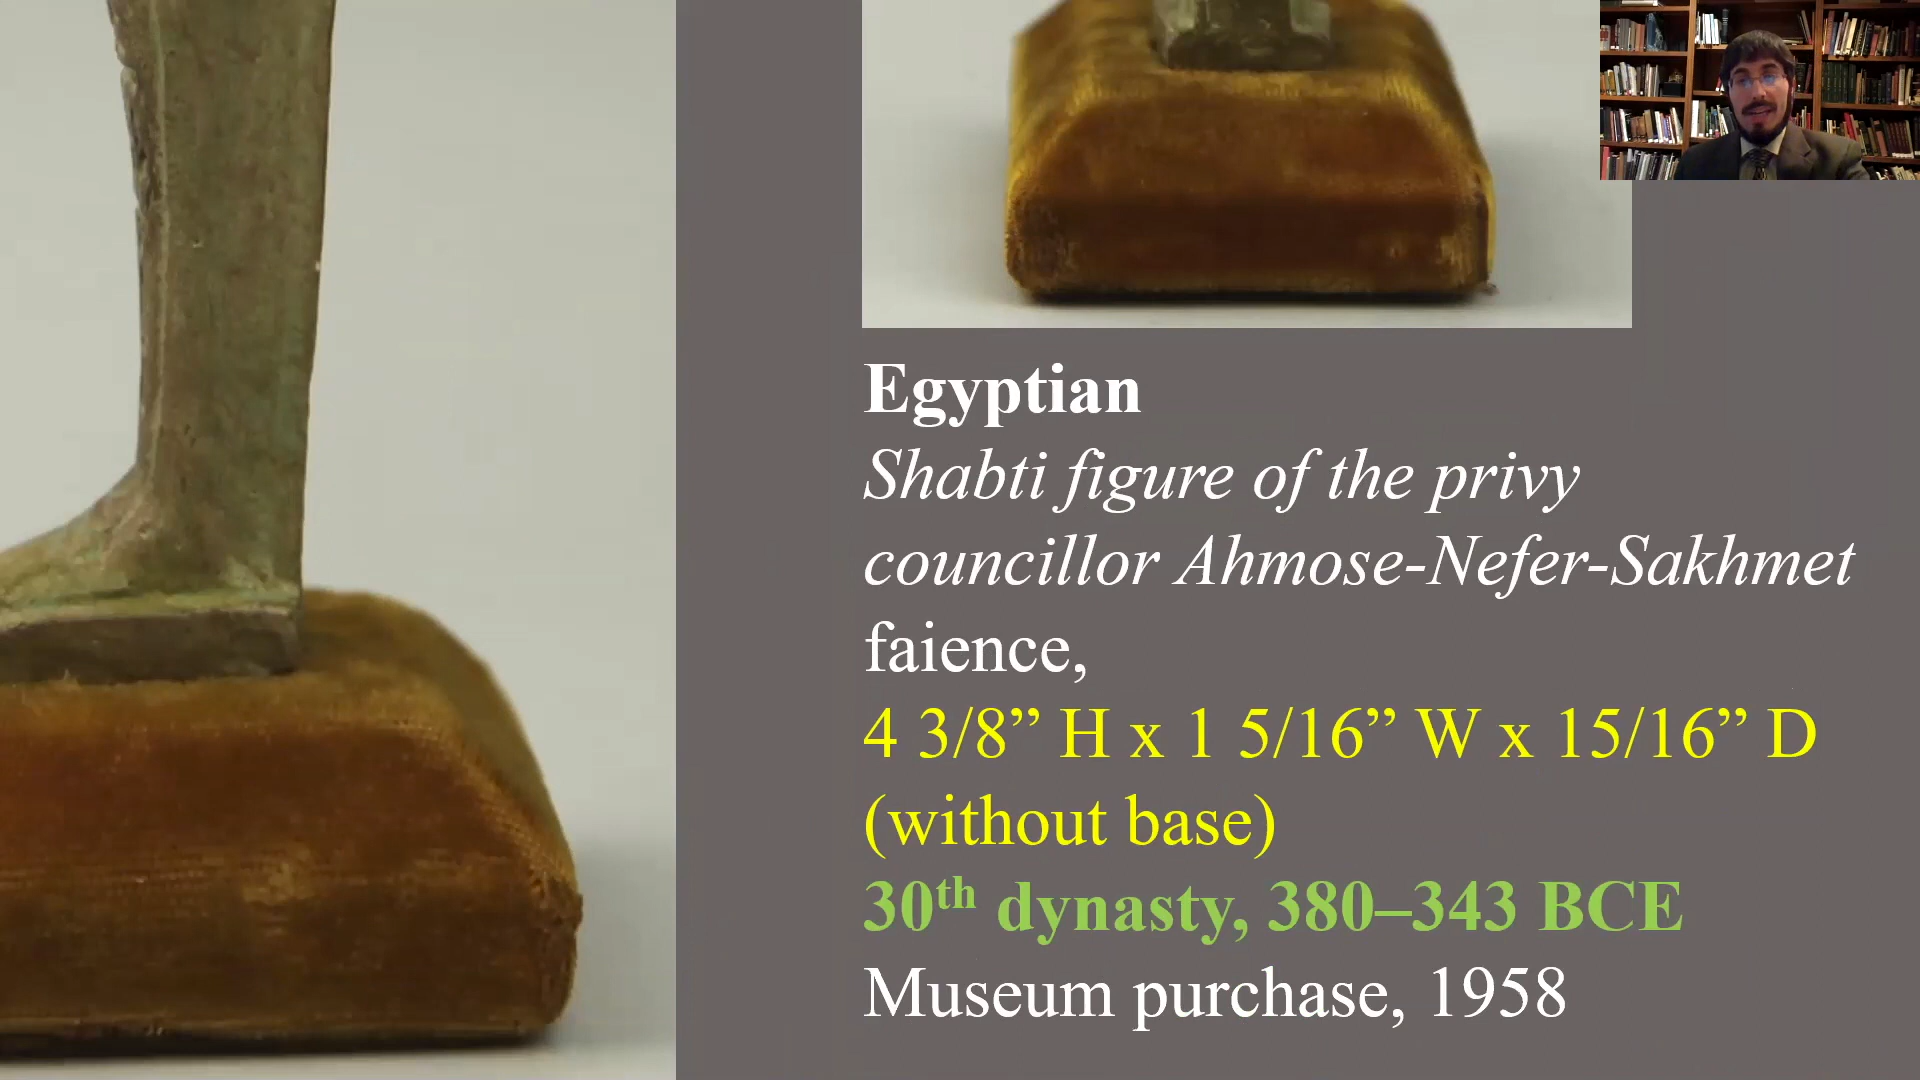 Egyptian
Shabti figure of the privy
councillor Ahmose-Nefer-Sakhmet
faience,
4 3/8” H x 1 5/16” W x 15/16” D
(without base)
30th dynasty, 380–343 BCE
Museum purchase, 1958